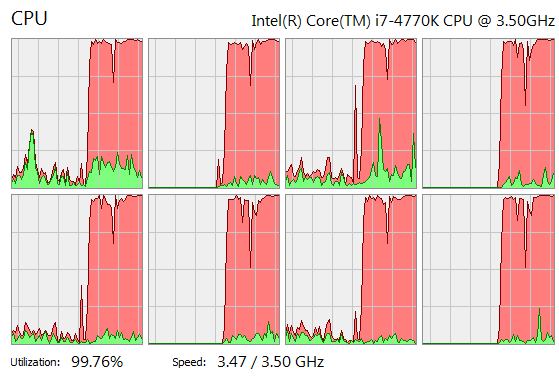 CPU Intel(R) Core(TM) i7-4770K CPU @ 3.50GHz
Utilization: 99.76% Speed: 3.47 / 3.50 GHz